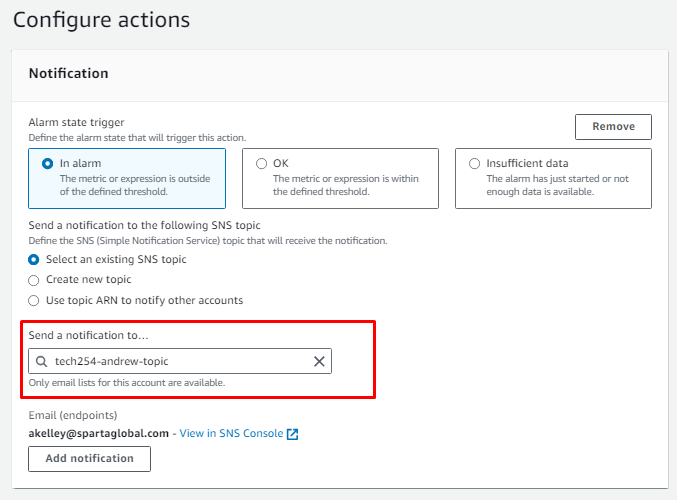 Configure actions
Notification
Alarm state trigger
Define the alarm state that will trigger this action.
Remove
In alarm
The metric or expression is outside
of the defined threshold.
OK
The metric or expression is within
the defined threshold.
Insufficient data
The alarm has just started or not
enough data is available.
Send a notification to the following SNS topic
Define the SNS (Simple Notification Service) topic that will receive the notification.
Select an existing SNS topic
Create new topic
Use topic ARN to notify other accounts
Send a notification to...
tech254-andrew-topic
Only email lists for this account are available.
Email (endpoints)
akelley@spartaglobal.com - View in SNS Console
Add notification